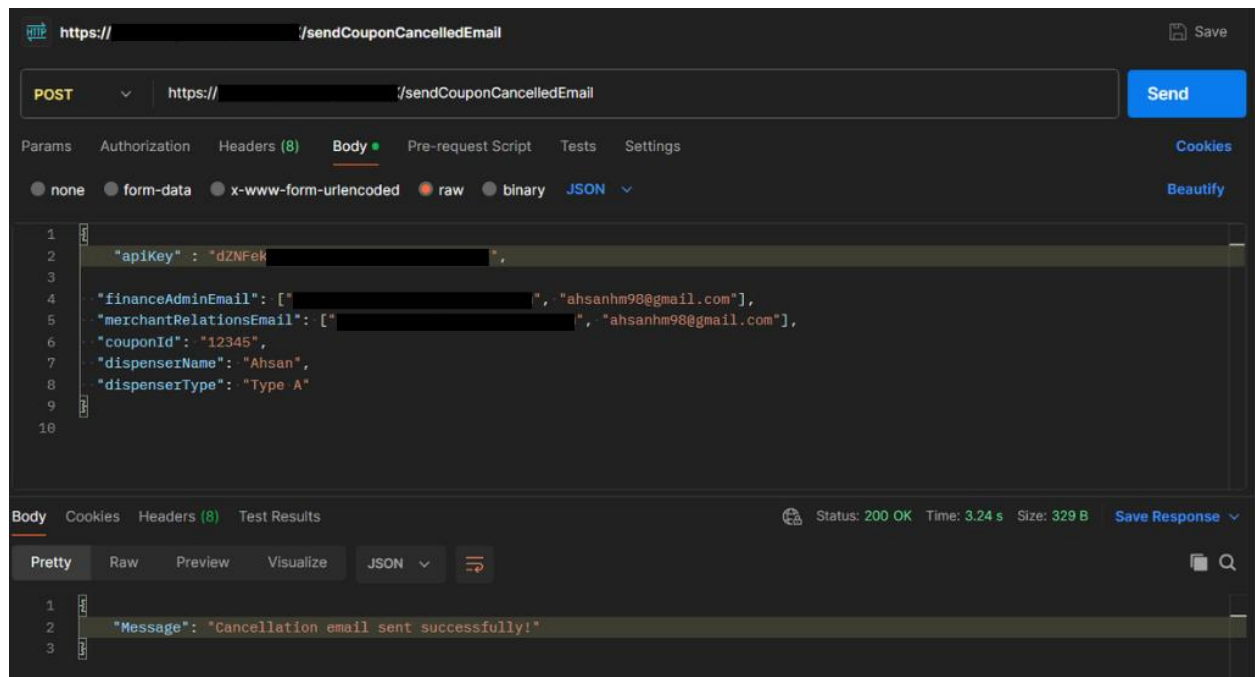 HTTP https:// /sendCouponCancelledEmail Save
POST https:// /sendCouponCancelledEmail Send
Params Authorization Headers (8) Body Pre-request Script Tests Settings Cookies
none form-data x-www-form-urlencoded raw binary JSON Beautify
1 {
2 "apiKey" : "dZNFek ",
3
4 "financeAdminEmail": [" ", "ahsanhm98@gmail.com"],
5 "merchantRelationsEmail": [" ", "ahsanhm98@gmail.com"],
6 "couponId": "12345",
7 "dispenserName": "Ahsan",
8 "dispenserType": "Type A"
9 }
10
Body Cookies Headers (8) Test Results Status: 200 OK Time: 3.24 s Size: 329 B Save Response
Pretty Raw Preview Visualize JSON
1 {
2 "Message": "Cancellation email sent successfully!"
3 }